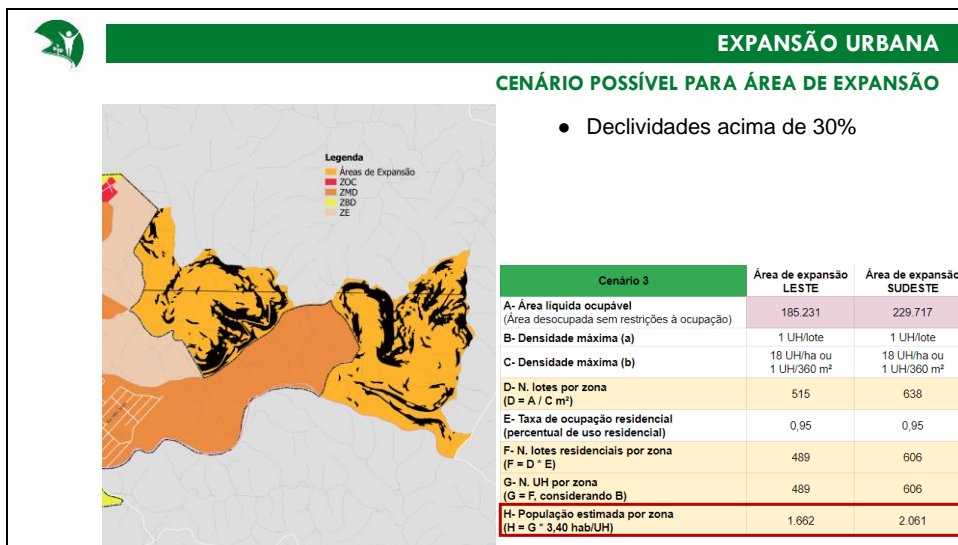 EXPANSÃO URBANA
CENÁRIO POSSÍVEL PARA ÁREA DE EXPANSÃO
● Declividades acima de 30%
Legenda
Áreas de Expansão
ZOC
ZMD
ZBD
ZE
Cenário 3 Área de expansão LESTE Área de expansão SUDESTE
A- Área líquida ocupável
(Área desocupada sem restrições à ocupação) 185.231 229.717
B- Densidade máxima (a) 1 UH/lote 1 UH/lote
C- Densidade máxima (b) 18 UH/ha ou 1 UH/360 m² 18 UH/ha ou 1 UH/360 m²
D- N. lotes por zona
(D = A / C m²) 515 638
E- Taxa de ocupação residencial
(percentual de uso residencial) 0,95 0,95
F- N. lotes residenciais por zona
(F = D * E) 489 606
G- N. UH por zona
(G = F, considerando B) 489 606
H- População estimada por zona
(H = G * 3,40 hab/UH) 1.662 2.061